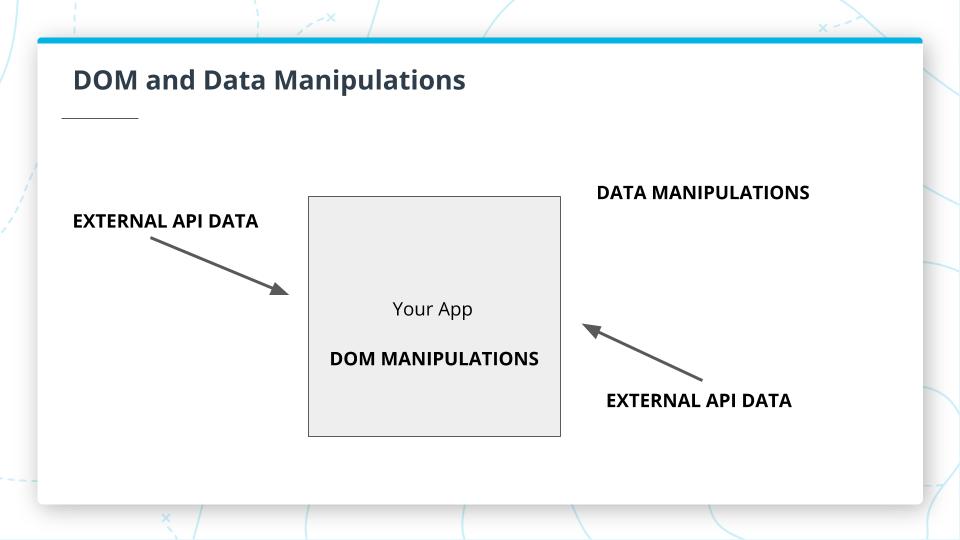 DOM and Data Manipulations
DATA MANIPULATIONS
EXTERNAL API DATA
Your App
DOM MANIPULATIONS
EXTERNAL API DATA